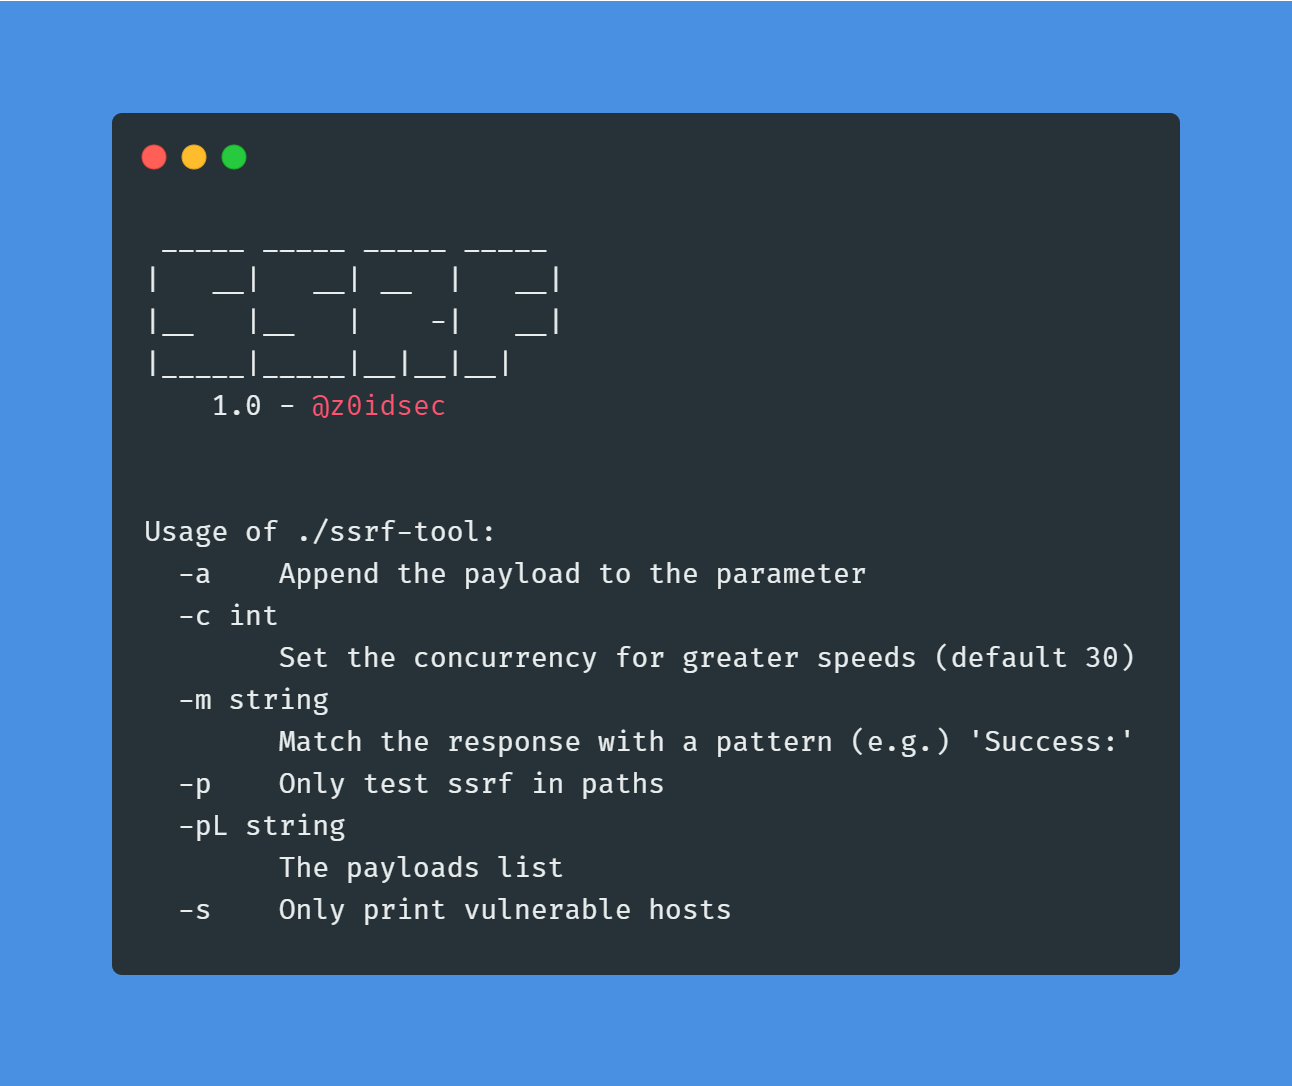 _____ _____ _____ _____
|   __|   __| __  |   __|
|__   |__   |    -|   __|
|_____|_____|__|__|__|
    1.0 - @z0idsec
Usage of ./ssrf-tool:
  -a    Append the payload to the parameter
  -c int
        Set the concurrency for greater speeds (default 30)
  -m string
        Match the response with a pattern (e.g.) 'Success:'
  -p    Only test ssrf in paths
  -pL string
        The payloads list
  -s    Only print vulnerable hosts